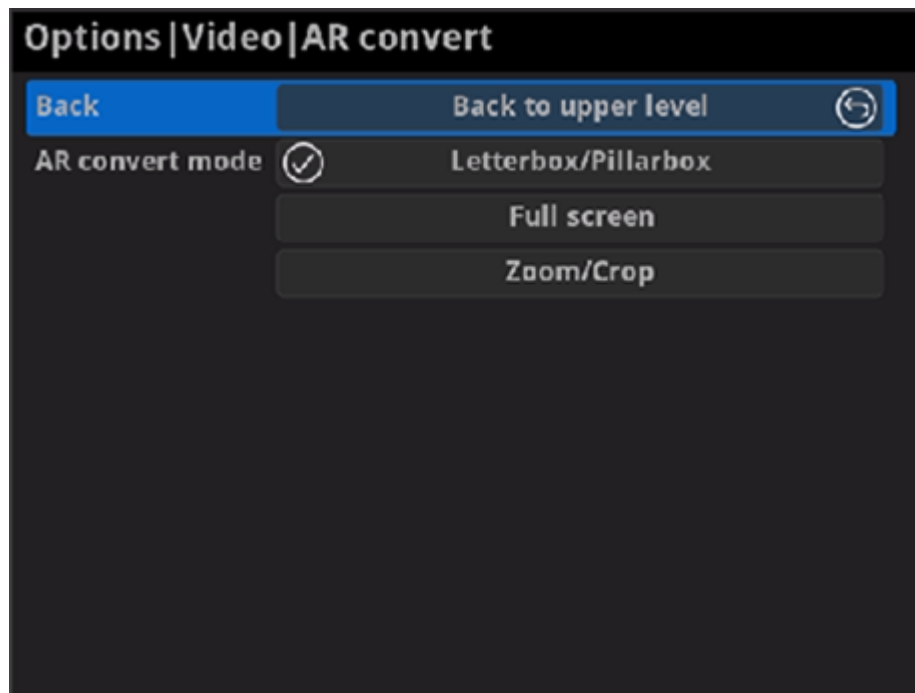 Options|Video|AR convert
Back Back to upper level
AR convert mode Letterbox/Pillarbox
Full screen
Zoom/Crop